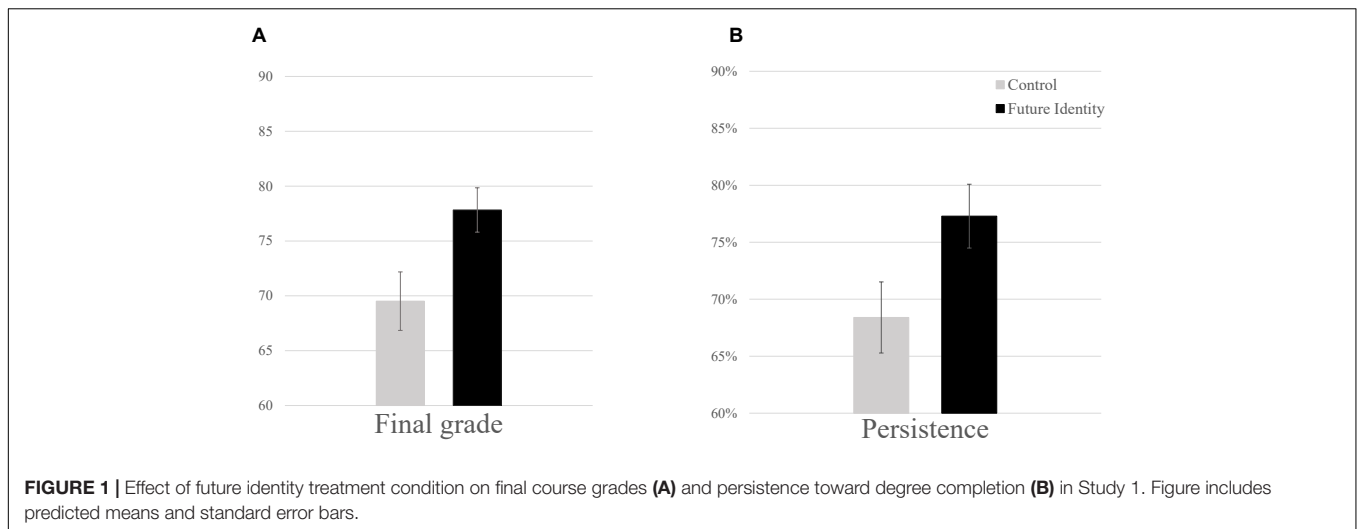 A
90
85
80
75
70
65
60
Final grade
B
90%
85%
80%
75%
70%
65%
60%
Control
Future Identity
Persistence
FIGURE 1 | Effect of future identity treatment condition on final course grades (A) and persistence toward degree completion (B) in Study 1. Figure includes
predicted means and standard error bars.